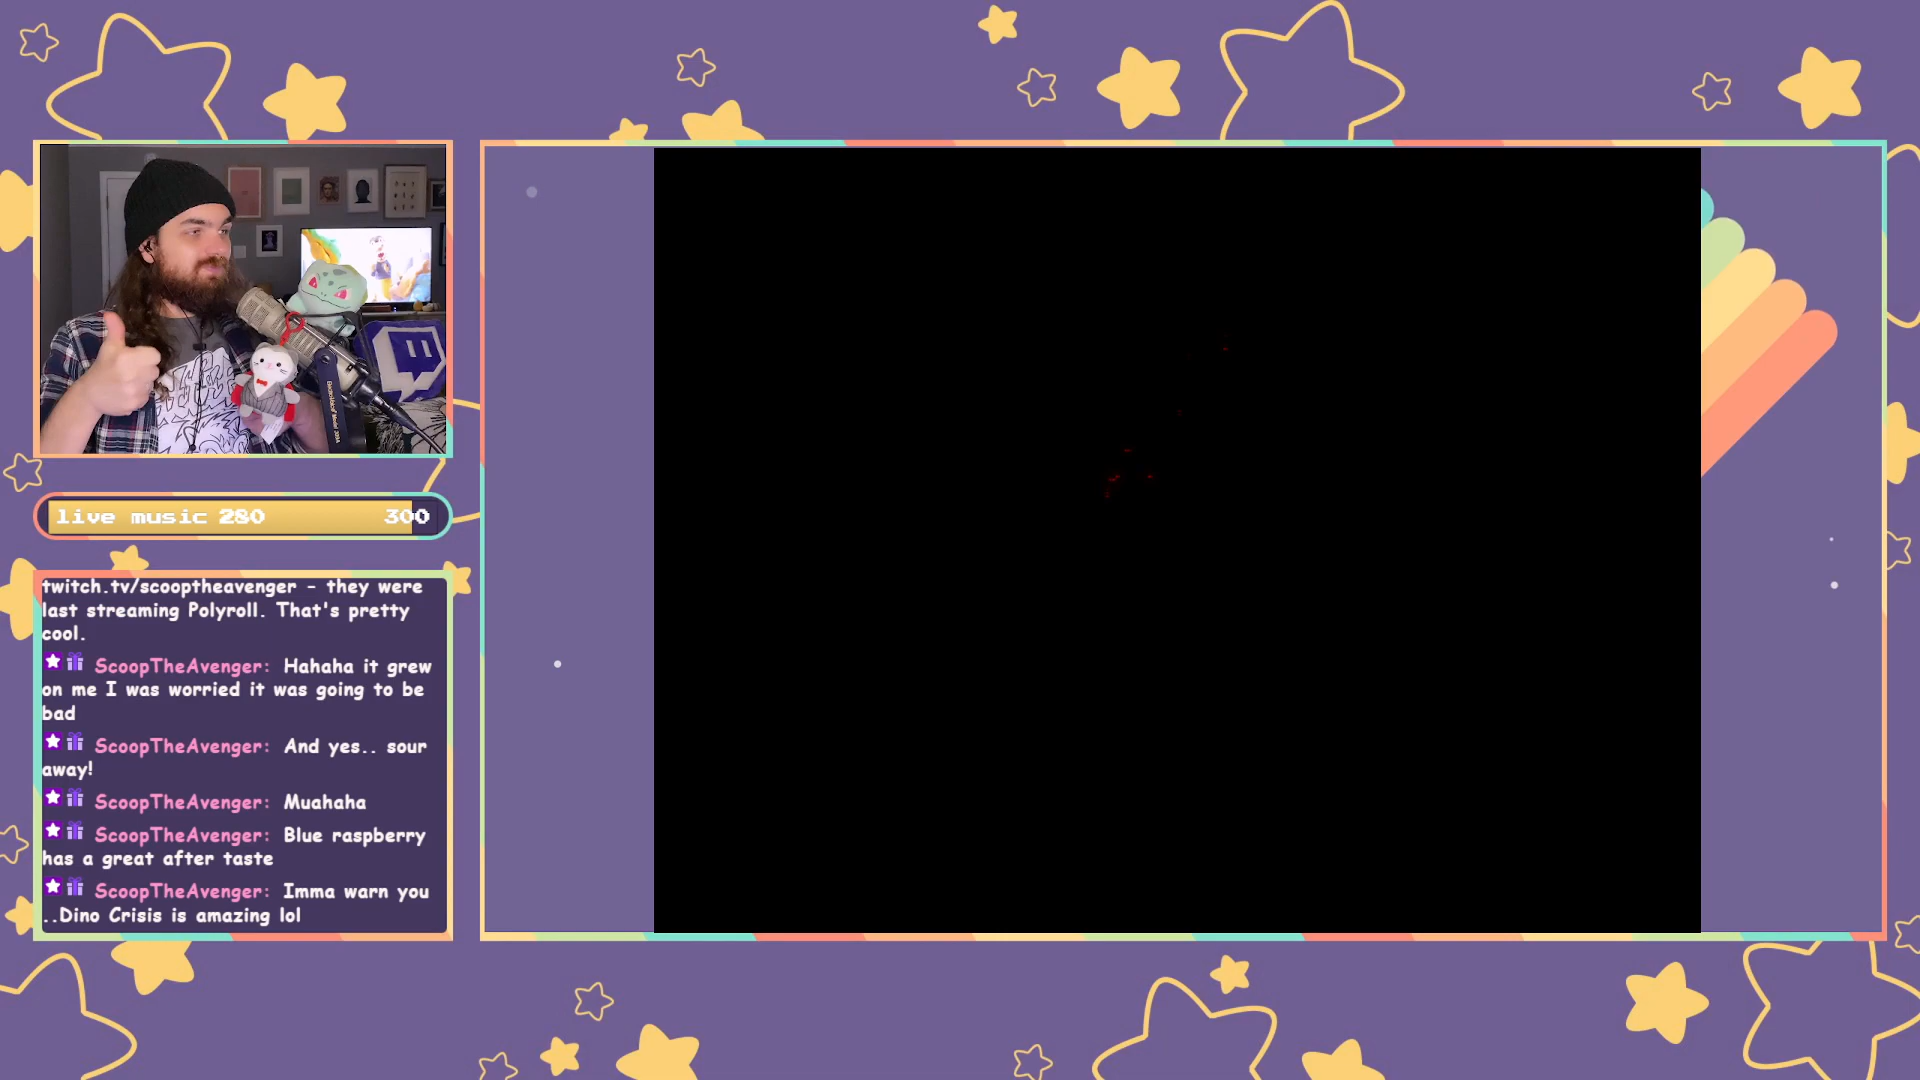 live music 280 300
twitch.tv/scooptheavenger - they were
last streaming Polyroll. That's pretty
cool.
ScoopTheAvenger: Hahaha it grew
on me I was worried it was going to be
bad
ScoopTheAvenger: And yes.. sour
away!
ScoopTheAvenger: Muahaha
ScoopTheAvenger: Blue raspberry
has a great after taste
ScoopTheAvenger: Imma warn you
..Dino Crisis is amazing lol